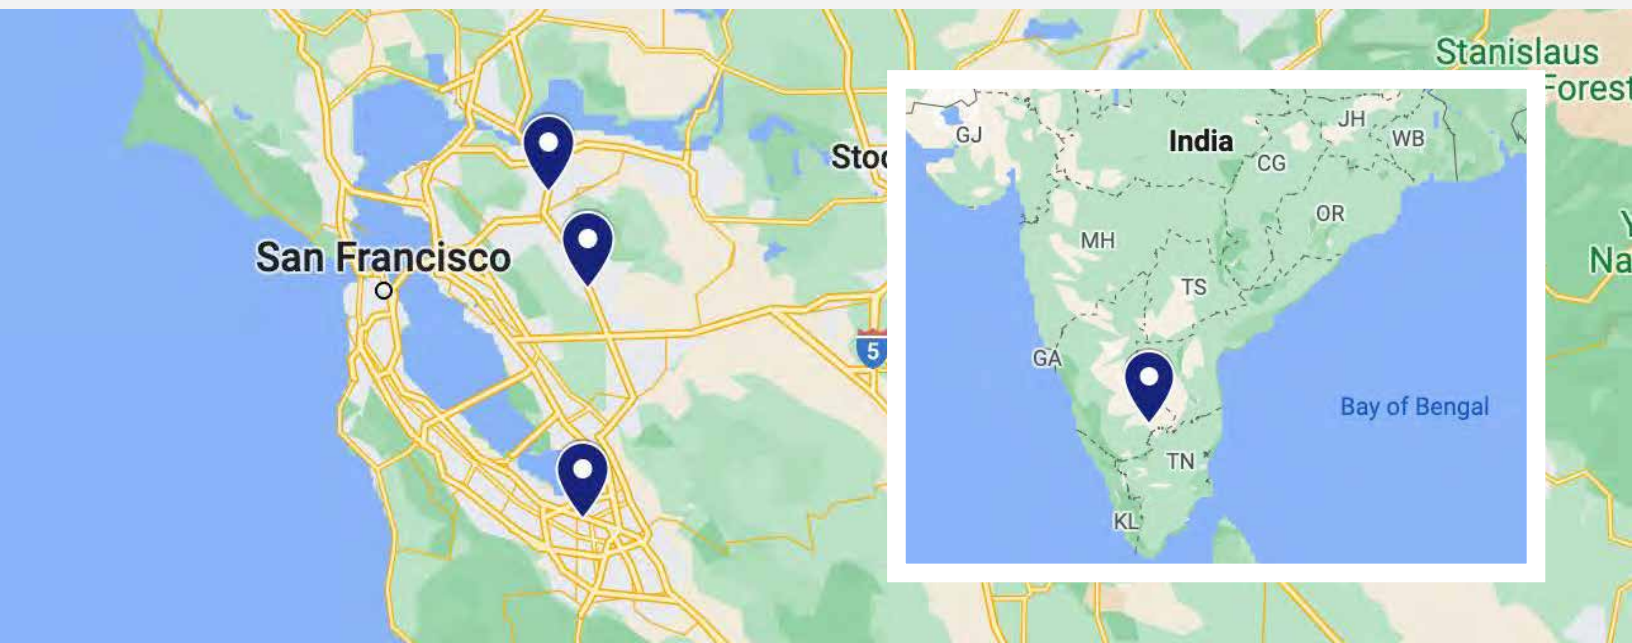 Stanislaus
Forest
San Francisco
Stoc
5
Y
Na
GJ
India
JH
WB
CG
OR
MH
TS
GA
Bay of Bengal
TN
KL